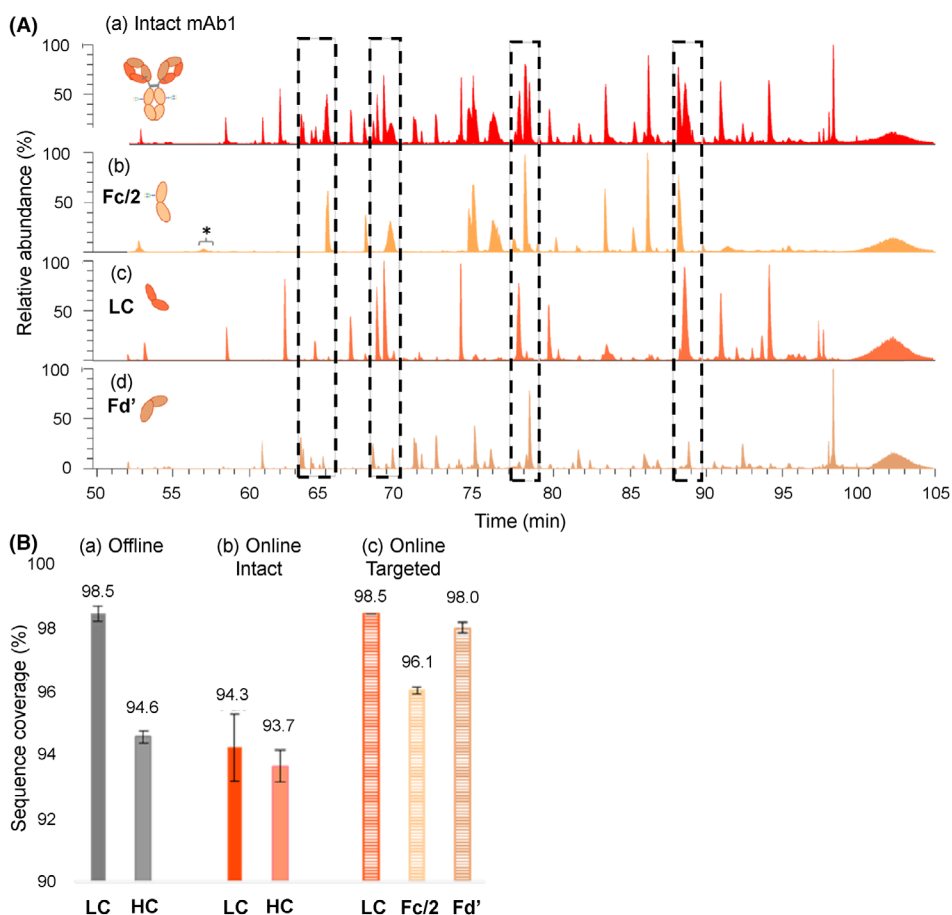 (A)
(a) Intact mAb1
Relative abundance (%)
100
50
(b)
Fc/2
*
100
50
(c)
LC
100
50
(d)
Fd’
100
50
0
50 55 60 65 70 75 80 85 90 95 100 105
Time (min)
(B)
(a) Offline
(b) Online
Intact
(c) Online
Targeted
Sequence coverage (%)
100
98
96
94
92
90
98.5
94.6
94.3
93.7
98.5
96.1
98.0
LC HC LC HC LC Fc/2 Fd’